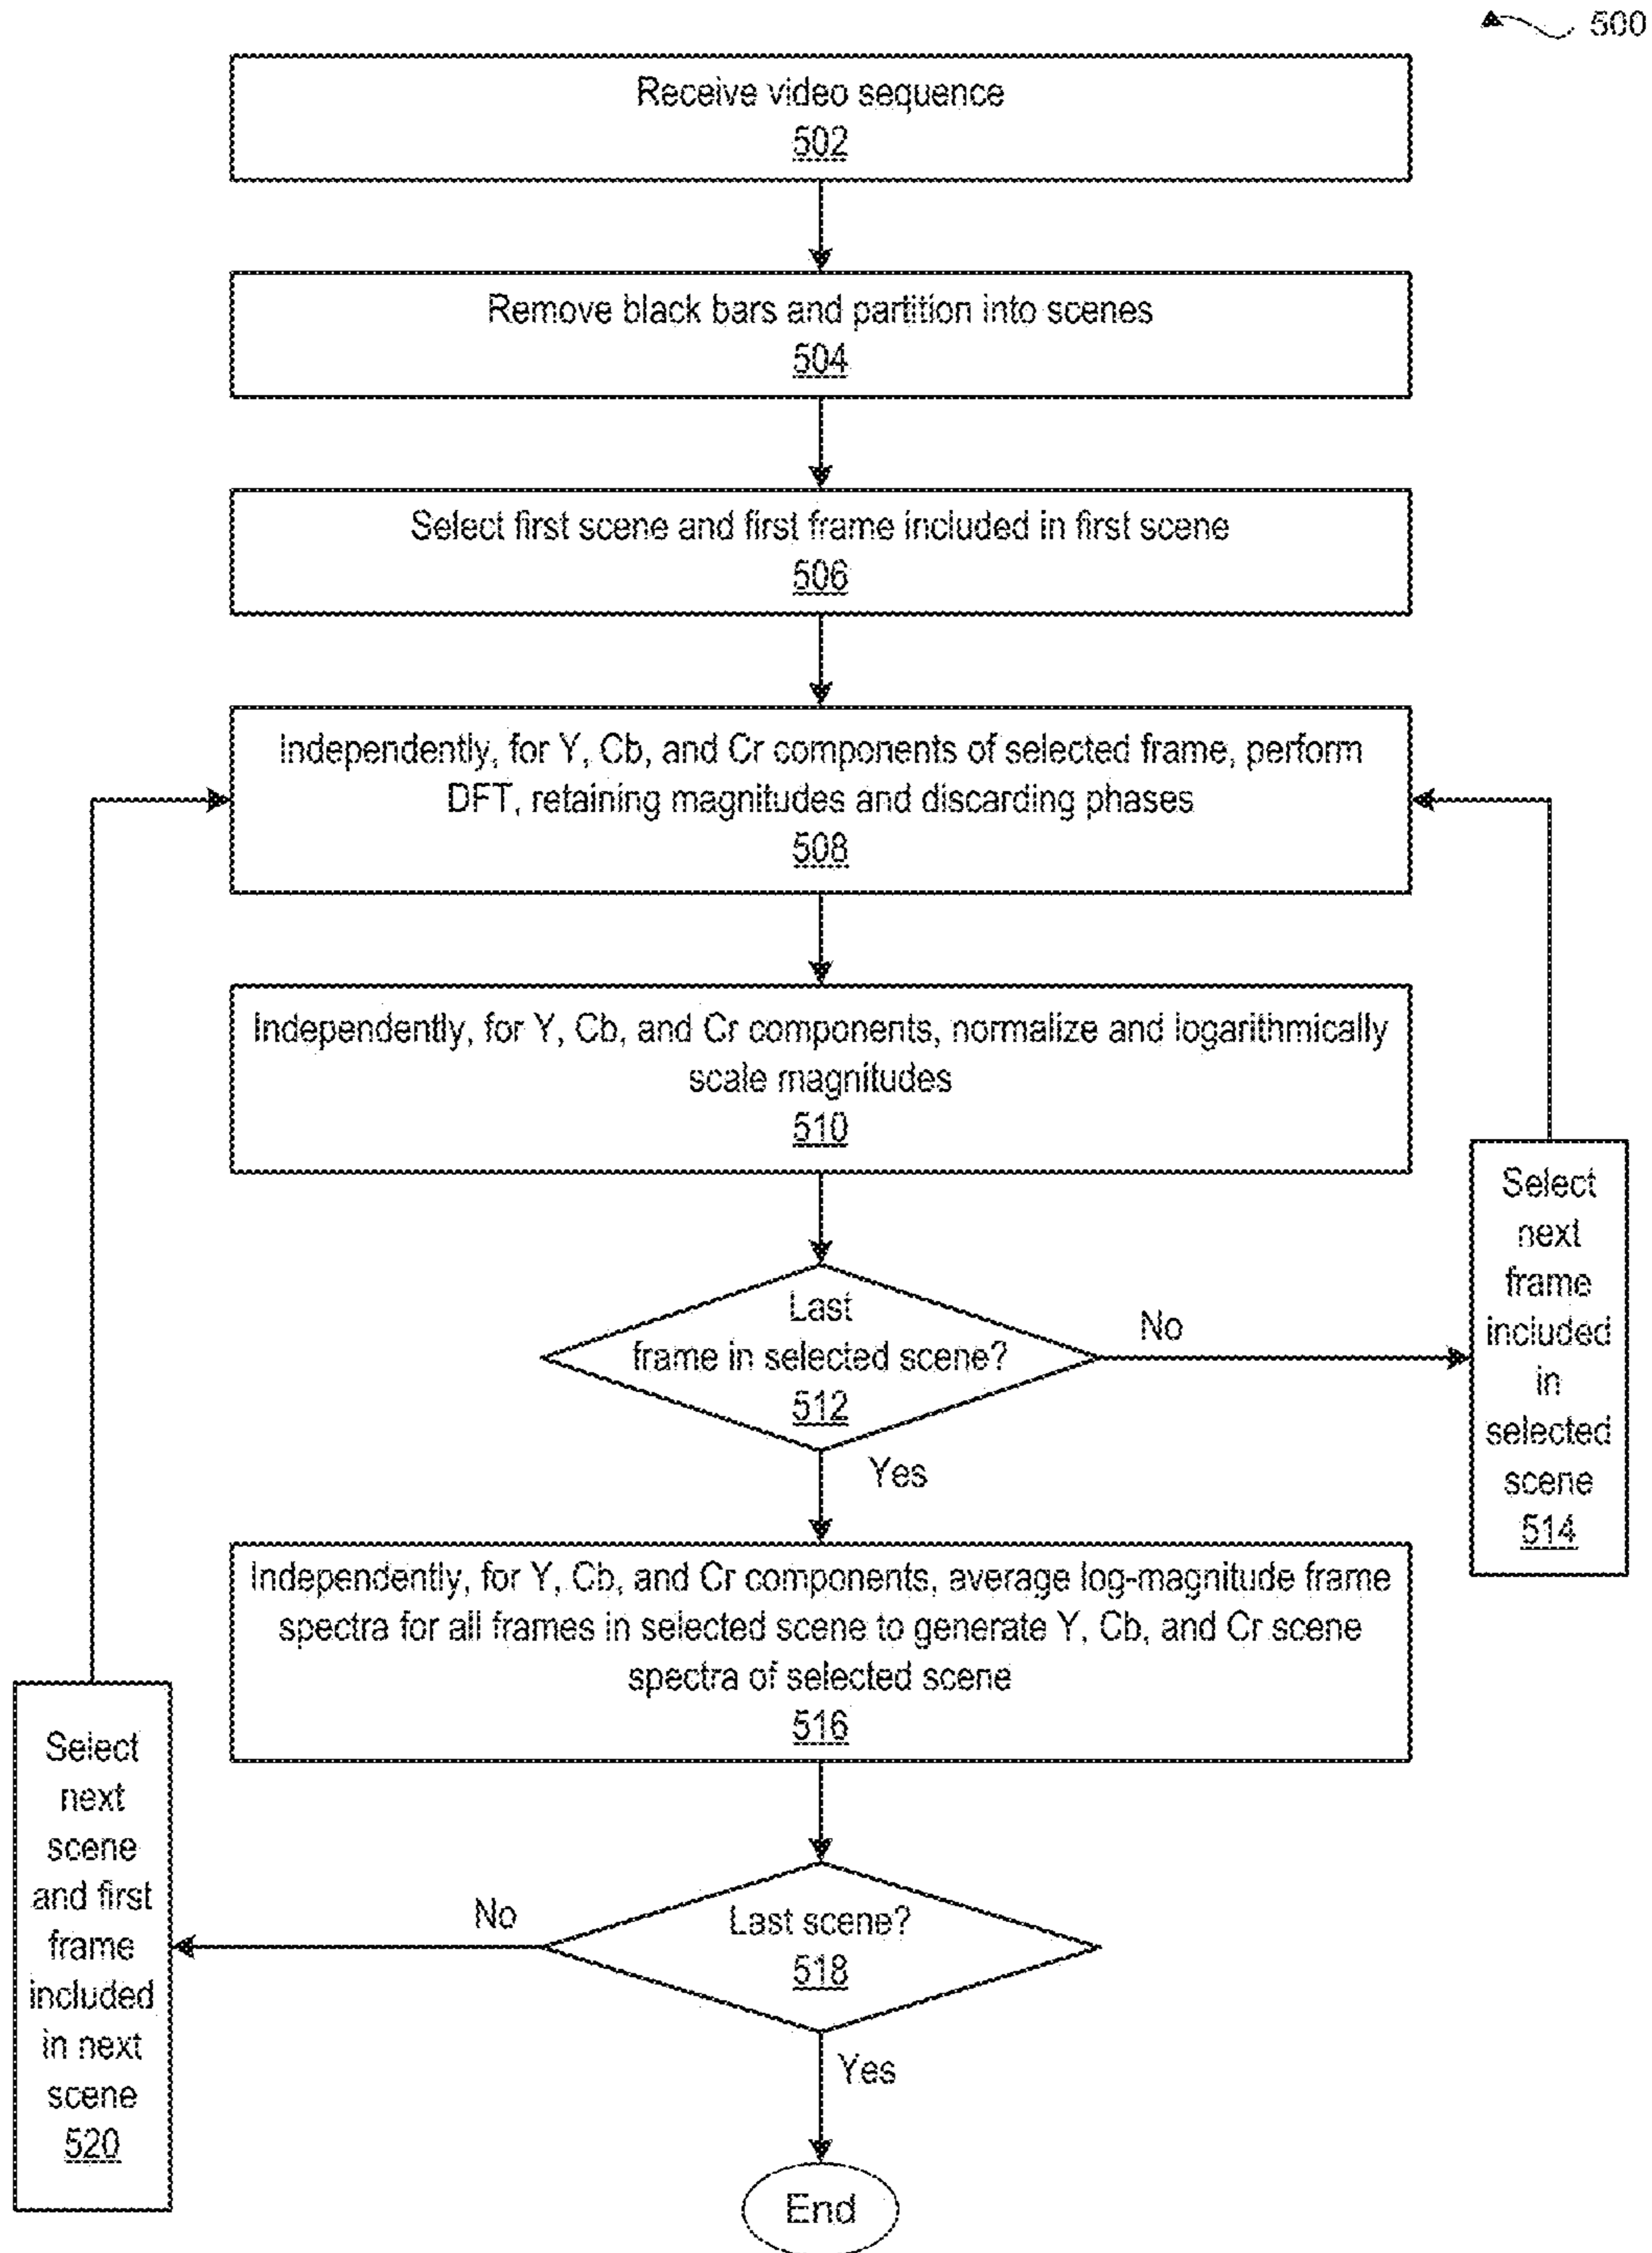 500
Receive video sequence
502
Remove black bars and partition into scenes
504
Select first scene and first frame included in first scene
506
Independently, for Y, Cb, and Cr components of selected frame, perform
DFT, retaining magnitudes and discarding phases
508
Independently, for Y, Cb, and Cr components, normalize and logarithmically
scale magnitudes
510
Last
frame in selected scene?
512
No
Yes
Select
next
frame
included
in
selected
scene
514
Independently, for Y, Cb, and Cr components, average log-magnitude frame
spectra for all frames in selected scene to generate Y, Cb, and Cr scene
spectra of selected scene
516
Last scene?
518
No
Yes
Select
next
scene
and first
frame
included
in next
scene
520
End